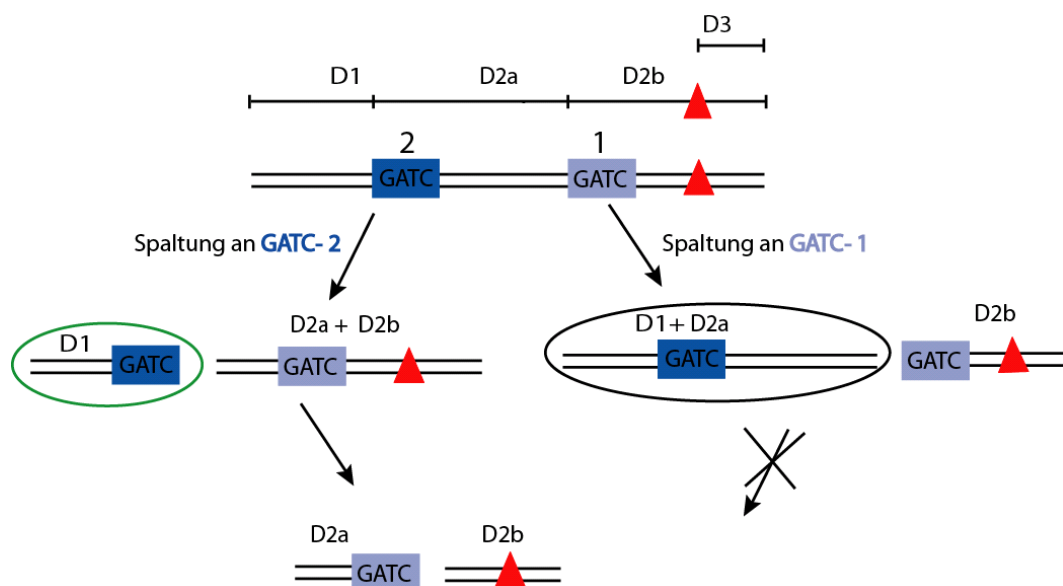 D3
D1 D2a D2b
2 1
GATC GATC
Spaltung an GATC- 2 Spaltung an GATC- 1
D2a + D2b D1 + D2a D2b
D1
GATC GATC GATC GATC
D2a D2b
GATC